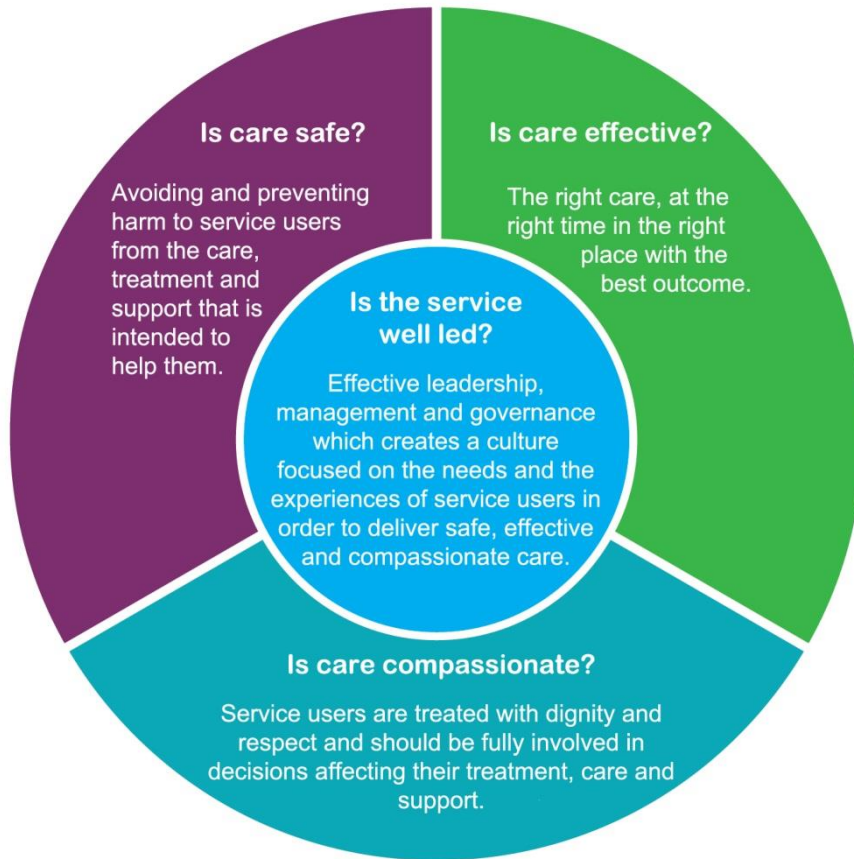 Is care safe?
Avoiding and preventing
harm to service users
from the care,
treatment and
support that is
intended to
help them.
Is care effective?
The right care, at the
right time in the right
place with the
best outcome.
Is the service
well led?
Effective leadership,
management and governance
which creates a culture
focused on the needs and the
experiences of service users in
order to deliver safe, effective
and compassionate care.
Is care compassionate?
Service users are treated with dignity and
respect and should be fully involved in
decisions affecting their treatment, care and
support.